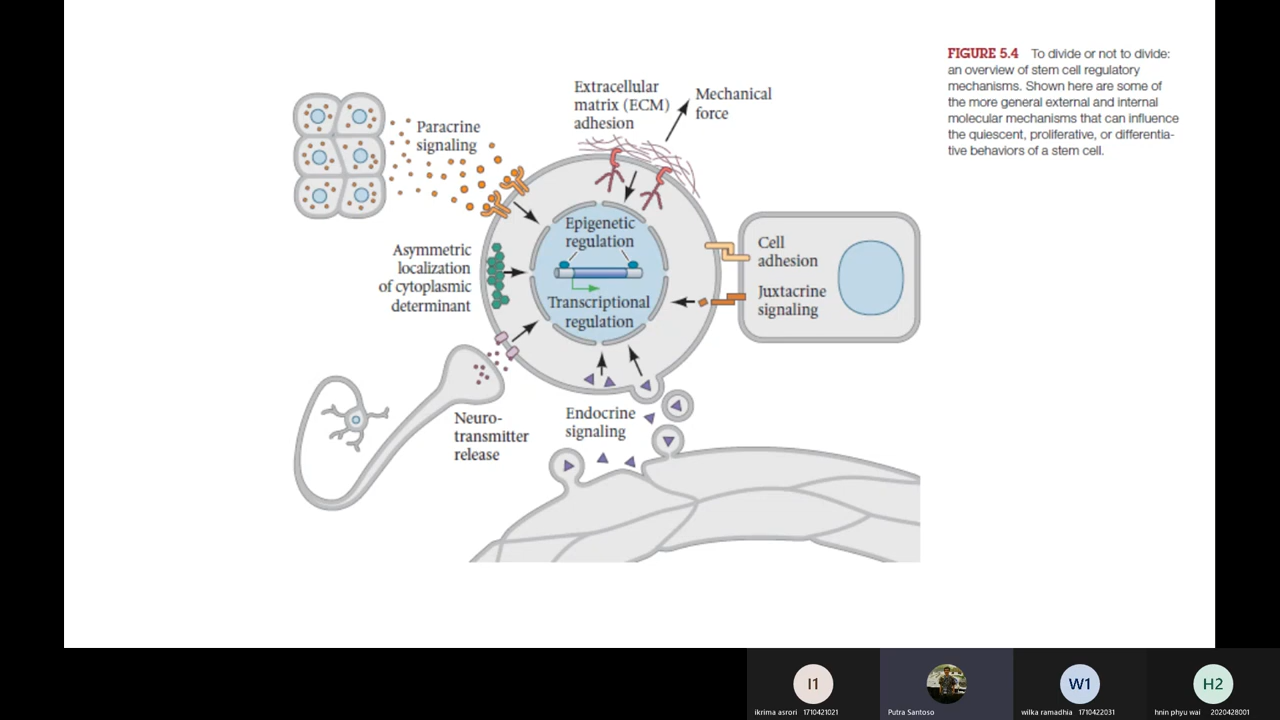 FIGURE 5.4 To divide or not to divide:
an overview of stem cell regulatory
mechanisms. Shown here are some of
the more general external and internal
molecular mechanisms that can influence
the quiescent, proliferative, or differentia-
tive behaviors of a stem cell.
Extracellular
matrix (ECM)
adhesion
Mechanical
force
Paracrine
signaling
Epigenetic
regulation
Transcriptional
regulation
Asymmetric
localization
of cytoplasmic
determinant
Cell
adhesion
Juxtacrine
signaling
Neuro-
transmitter
release
Endocrine
signaling
I1
W1
H2
ikrima asrori 1710421021
Putra Santoso
wilka ramadhia 1710422031
hnin phyu wai 2020428001